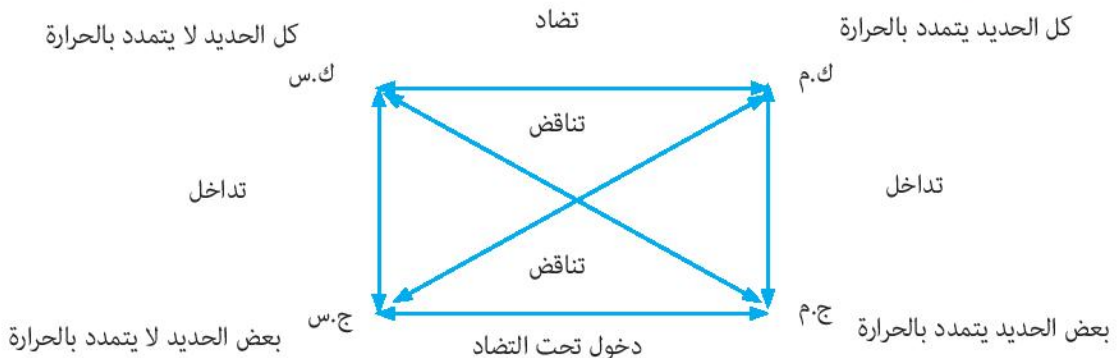 تضاد
كل الحديد يتمدد بالحرارة
كل الحديد لا يتمدد بالحرارة
ك.م
ك.س
تناقض
تداخل
تداخل
تناقض
ج.م
ج.س
بعض الحديد يتمدد بالحرارة
بعض الحديد لا يتمدد بالحرارة
دخول تحت التضاد